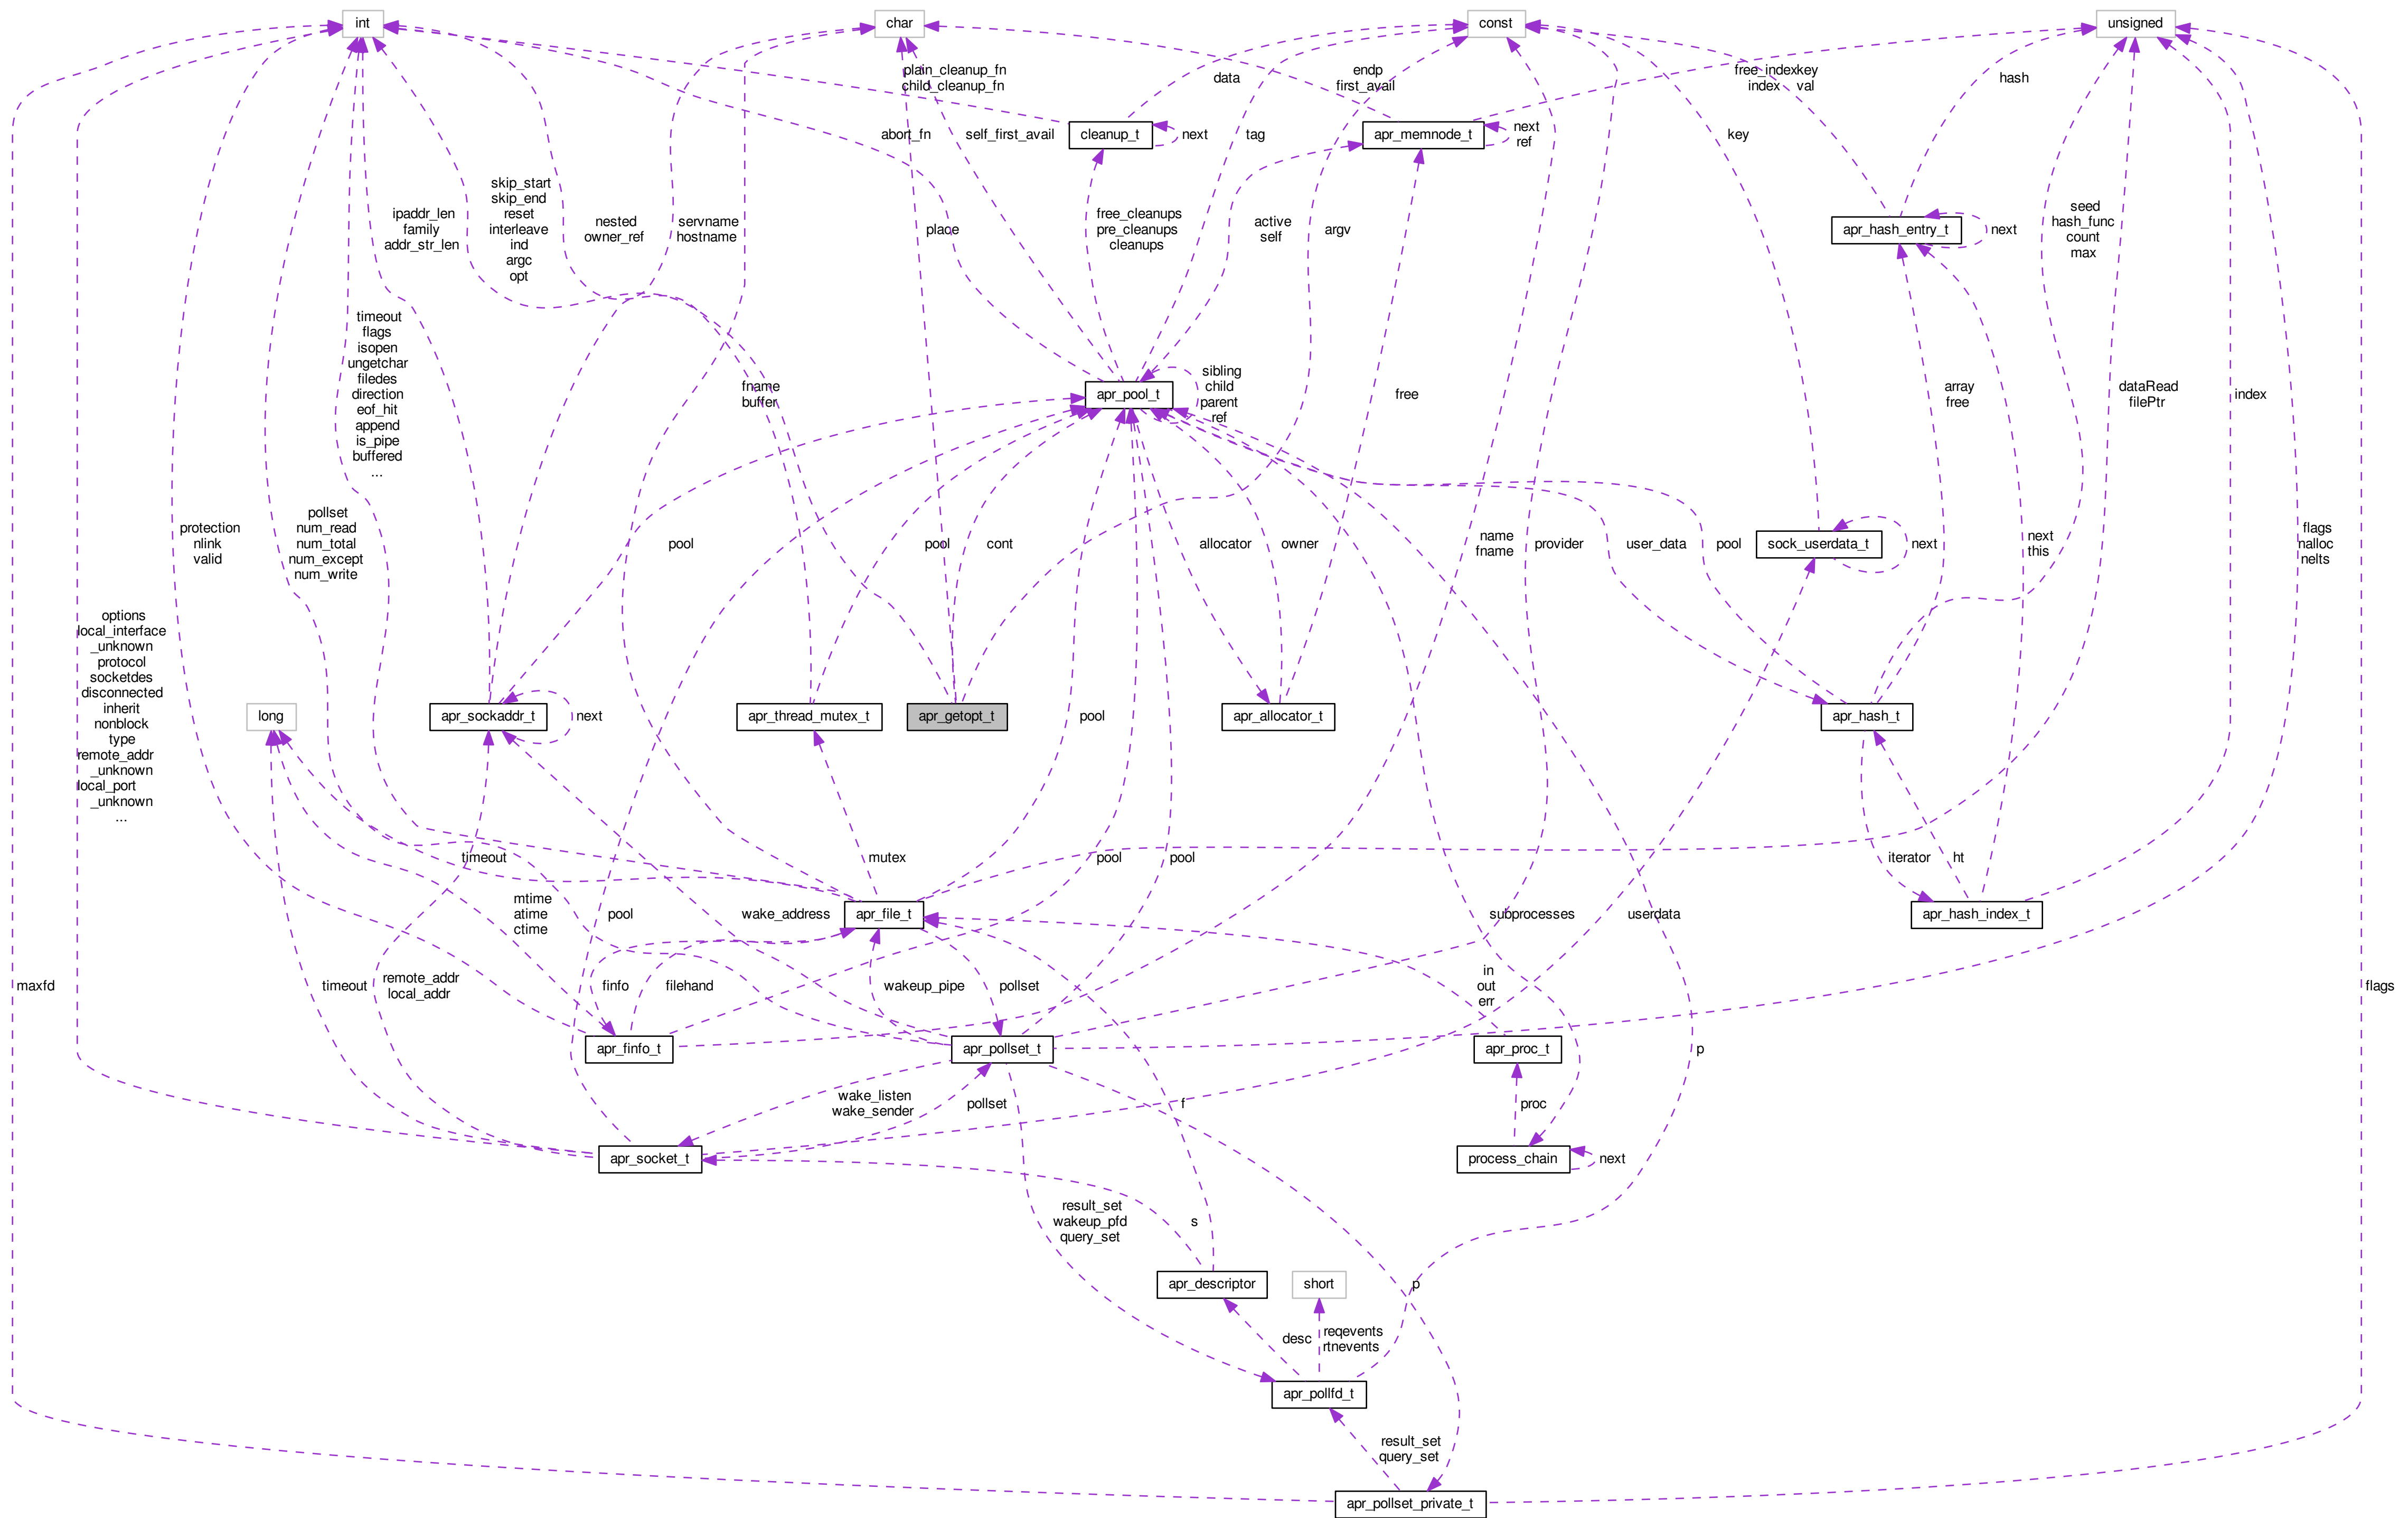 int
char
const
unsigned
plain_cleanup_fn
child_cleanup_fn
data
endp
first_avail
free_index
index
key
val
hash
abort_fn
self_first_avail
cleanup_t
next
tag
apr_memnode_t
next
ref
key
skip_start
skip_end
reset
interleave
ind
argc
opt
ipaddr_len
family
addr_str_len
nested
owner_ref
servname
hostname
place
free_cleanups
pre_cleanups
cleanups
active
self
argv
apr_hash_entry_t
next
seed
hash_func
count
max
timeout
flags
isopen
ungetchar
filedes
direction
eof_hit
append
is_pipe
buffered
...
fname
buffer
apr_pool_t
sibling
child
parent
ref
free
array
free
dataRead
filePtr
index
protection
nlink
valid
pollset
num_read
num_total
num_except
num_write
pool
pool
cont
allocator
owner
name
fname
provider
user_data
pool
sock_userdata_t
next
next
this
flags
nalloc
nelts
options
local_interface
_unknown
protocol
socketdes
disconnected
inherit
nonblock
type
remote_addr
_unknown
local_port
_unknown
...
long
apr_sockaddr_t
next
apr_thread_mutex_t
apr_getopt_t
pool
apr_allocator_t
apr_hash_t
timeout
mutex
pool
pool
iterator
ht
mtime
atime
ctime
pool
wake_address
apr_file_t
subprocesses
userdata
apr_hash_index_t
maxfd
timeout
remote_addr
local_addr
finfo
filehand
wakeup_pipe
pollset
in
out
err
flags
apr_finfo_t
apr_pollset_t
apr_proc_t
p
wake_listen
wake_sender
pollset
f
proc
apr_socket_t
process_chain
next
result_set
wakeup_pfd
query_set
s
apr_descriptor
short
p
desc
reqevents
rtnevents
apr_pollfd_t
result_set
query_set
apr_pollset_private_t